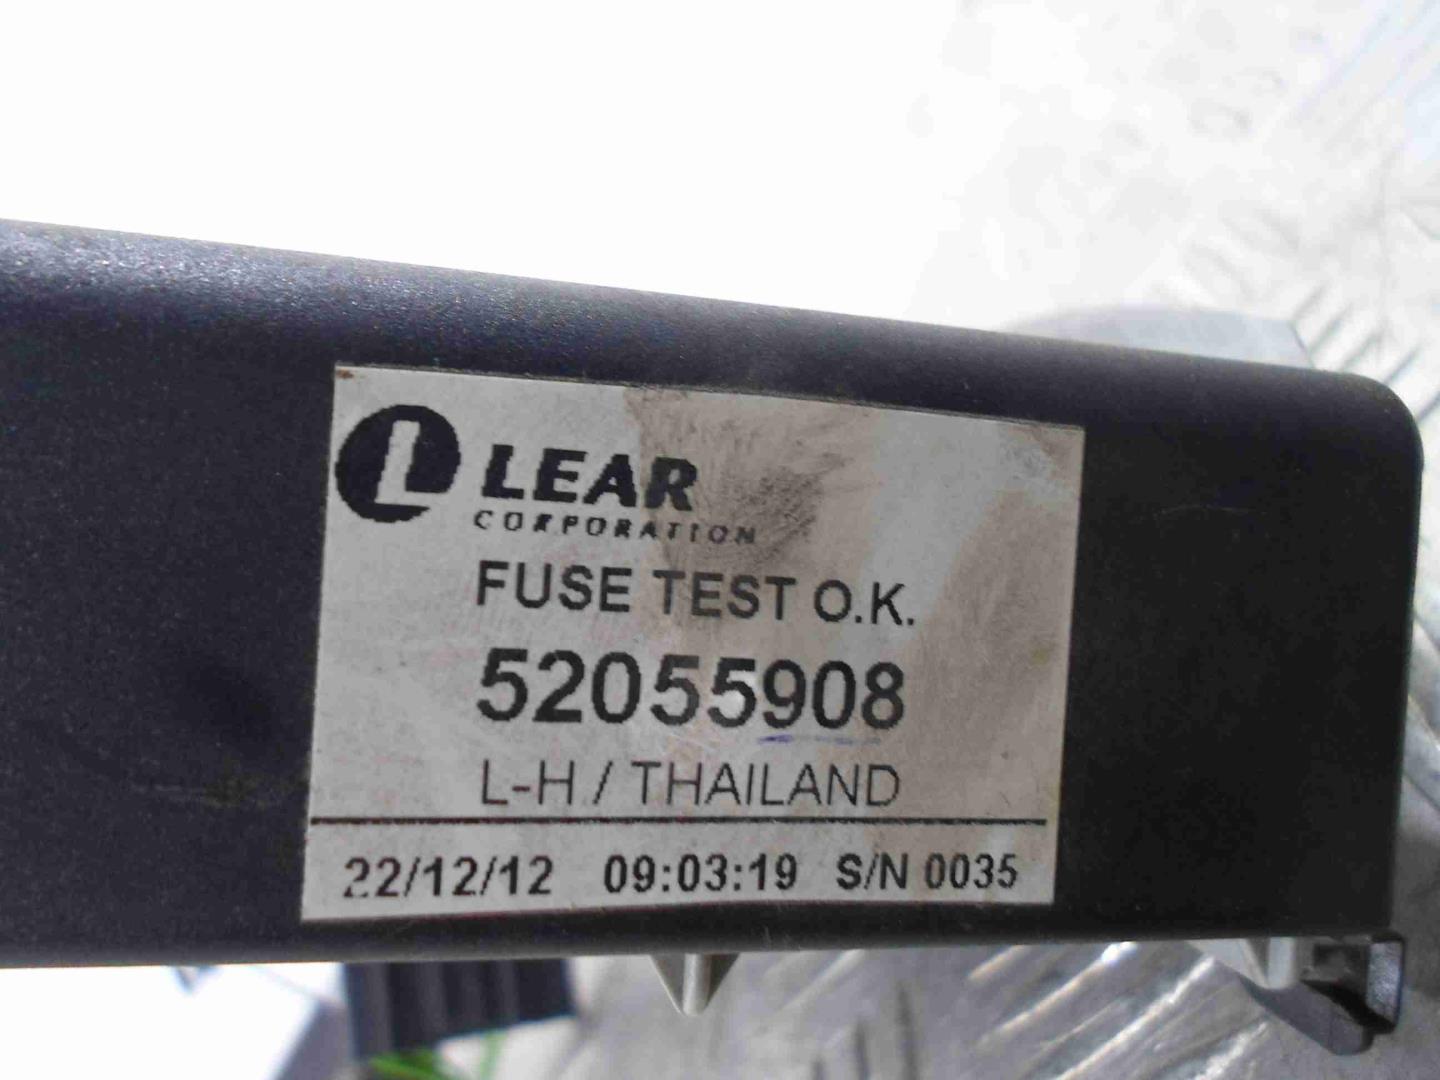 LEAR
CORPORATION
FUSE TEST O.K.
52055908
L-H / THAILAND
22/12/12 09:03:19 S/N 0035